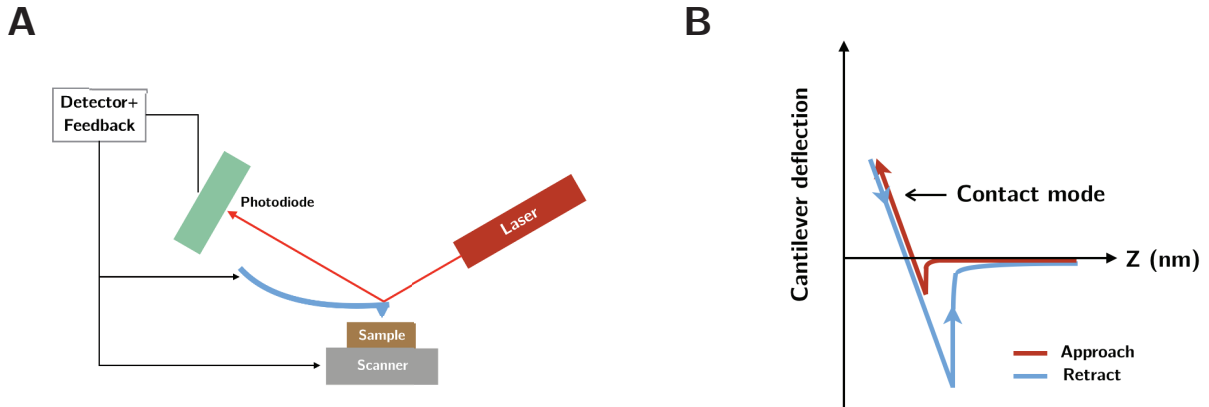 A
Detector+
Feedback
Photodiode
Laser
Sample
Scanner
B
Cantilever deflection
Contact mode
Z (nm)
Approach
Retract